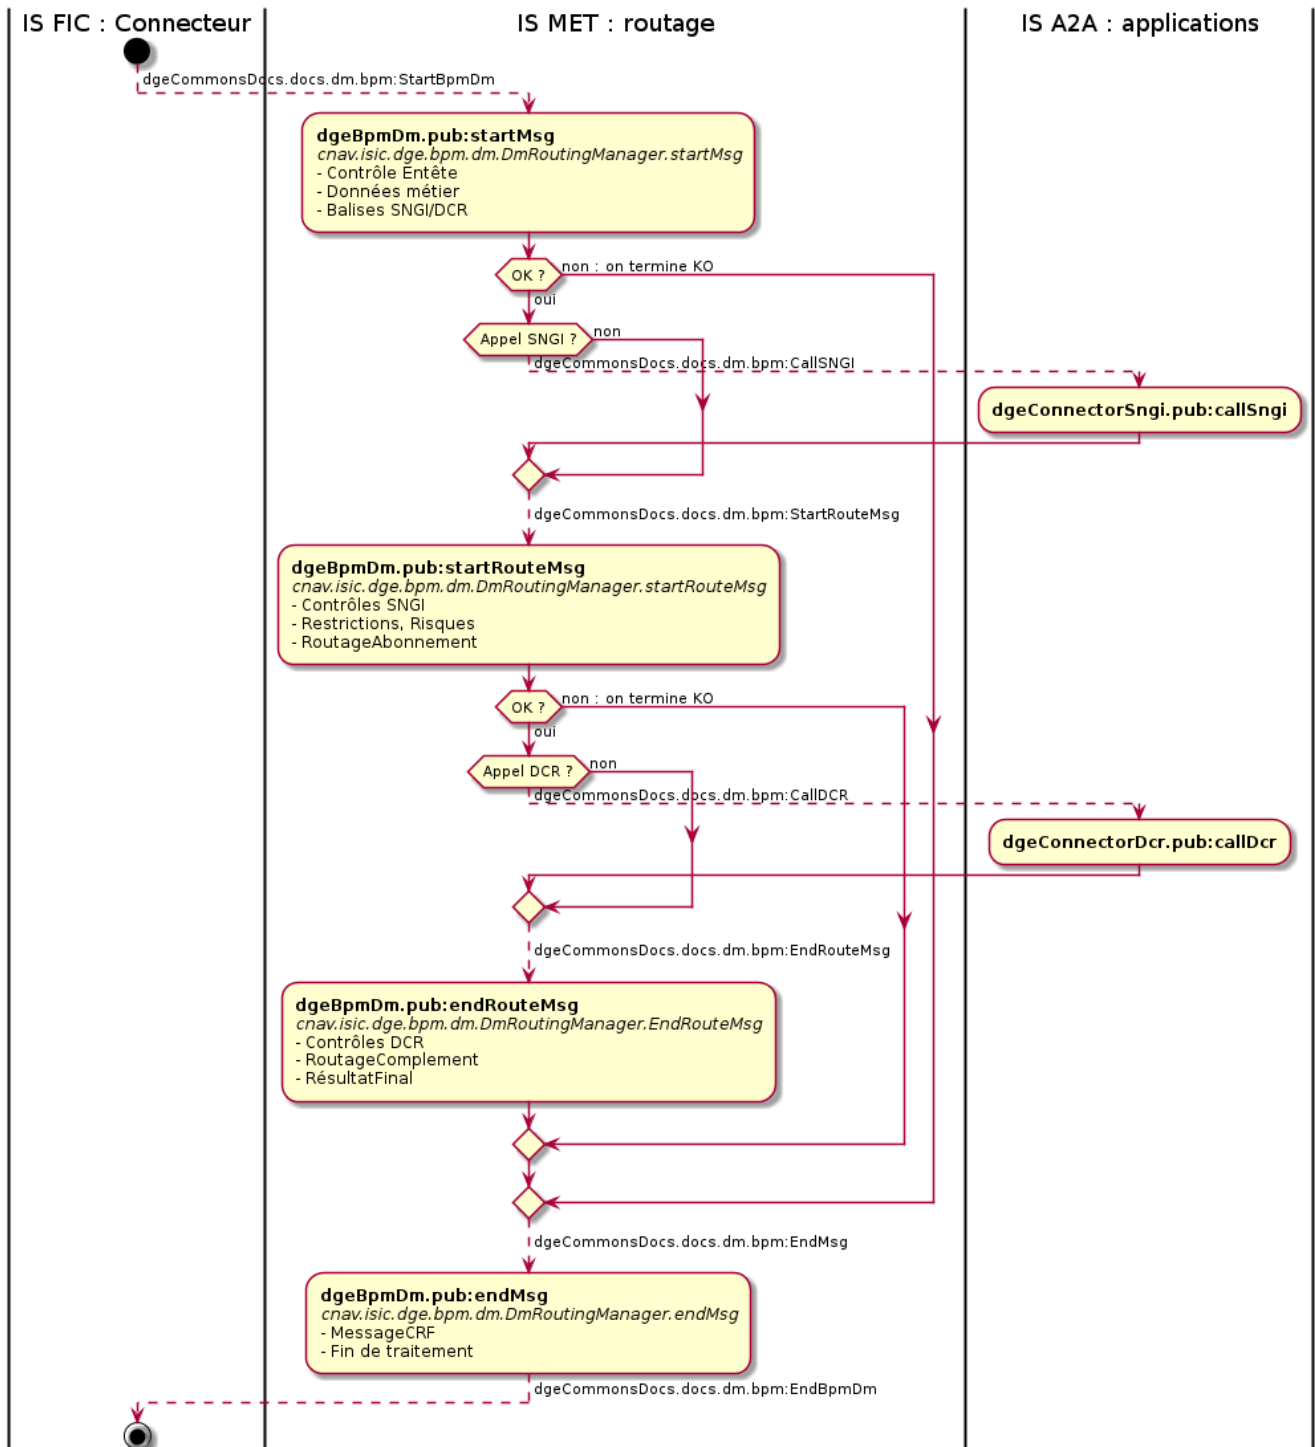 IS FIC : Connecteur
IS MET : routage
IS A2A : applications
dgeCommonsDocs.docs.dm.bpm:StartBpmDm
dgeBpmDm.pub:startMsg
cnav.isic.dge.bpm.dm.DmRoutingManager.startMsg
- Contrôle Entête
- Données métier
- Balises SNGI/DCR
OK ?
non : on termine KO
oui
Appel SNGI ?
non
dgeCommonsDocs.docs.dm.bpm:CallSNGI
dgeConnectorSngi.pub:callSngi
dgeCommonsDocs.docs.dm.bpm:StartRouteMsg
dgeBpmDm.pub:startRouteMsg
cnav.isic.dge.bpm.dm.DmRoutingManager.startRouteMsg
- Contrôles SNGI
- Restrictions, Risques
- RoutageAbonnement
OK ?
non : on termine KO
oui
Appel DCR ?
non
dgeCommonsDocs.docs.dm.bpm:CallDCR
dgeConnectorDcr.pub:callDcr
dgeCommonsDocs.docs.dm.bpm:EndRouteMsg
dgeBpmDm.pub:endRouteMsg
cnav.isic.dge.bpm.dm.DmRoutingManager.EndRouteMsg
- Contrôles DCR
- RoutageComplement
- RésultatFinal
dgeCommonsDocs.docs.dm.bpm:EndMsg
dgeBpmDm.pub:endMsg
cnav.isic.dge.bpm.dm.DmRoutingManager.endMsg
- MessageCRF
- Fin de traitement
dgeCommonsDocs.docs.dm.bpm:EndBpmDm